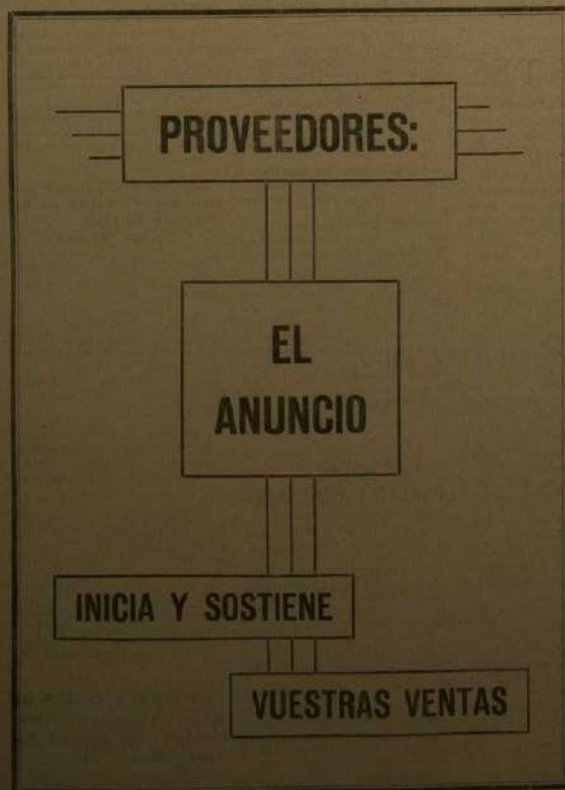 PROVEEDORES:
EL
ANUNCIO
INICIA Y SOSTIENE
VUESTRAS VENTAS